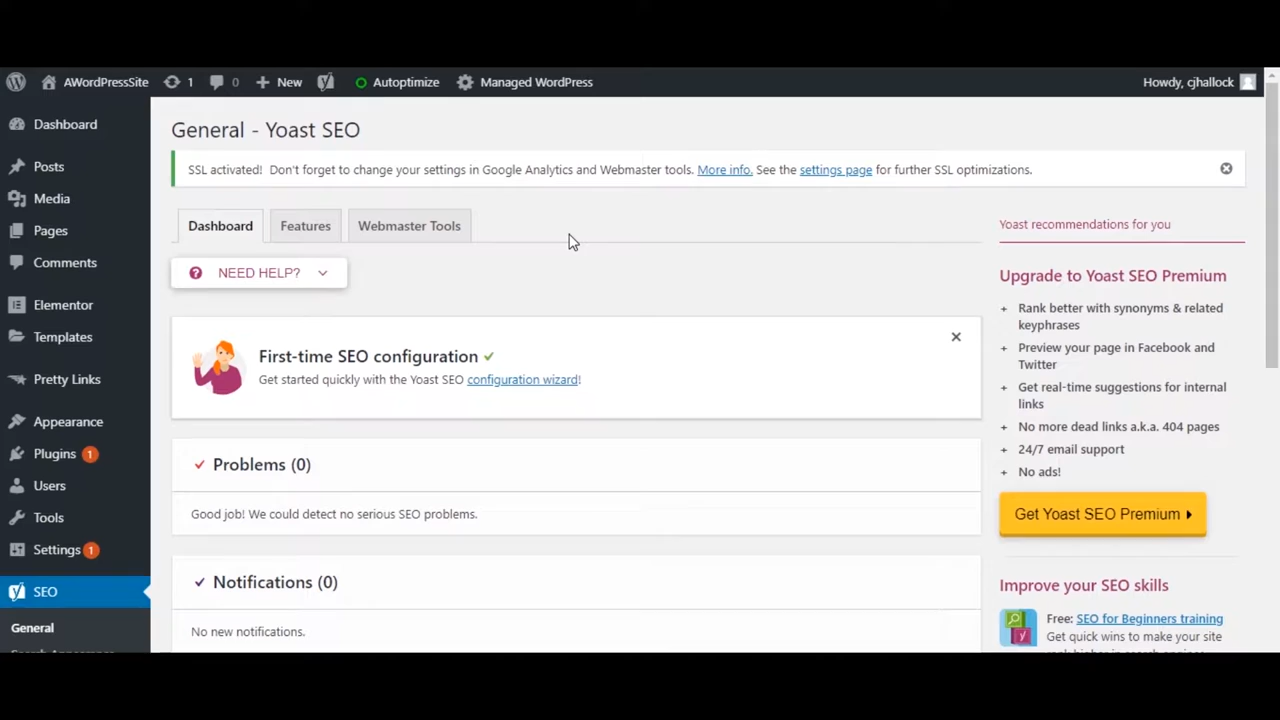 AWordPressSite 1 0 New Autoptimize Managed WordPress Howdy, cjhallock
Dashboard
Posts
Media
Pages
Comments
Elementor
Templates
Pretty Links
Appearance
Plugins 1
Users
Tools
Settings 1
SEO
General
General - Yoast SEO
SSL activated! Don't forget to change your settings in Google Analytics and Webmaster tools. More info. See the settings page for further SSL optimizations.
Dashboard Features Webmaster Tools
NEED HELP?
First-time SEO configuration
Get started quickly with the Yoast SEO configuration wizard!
Problems (0)
Good job! We could detect no serious SEO problems.
Notifications (0)
No new notifications.
Yoast recommendations for you
Upgrade to Yoast SEO Premium
+ Rank better with synonyms & related
keyphrases
+ Preview your page in Facebook and
Twitter
+ Get real-time suggestions for internal
links
+ No more dead links a.k.a. 404 pages
+ 24/7 email support
+ No ads!
Get Yoast SEO Premium
Improve your SEO skills
Free: SEO for Beginners training
Get quick wins to make your site